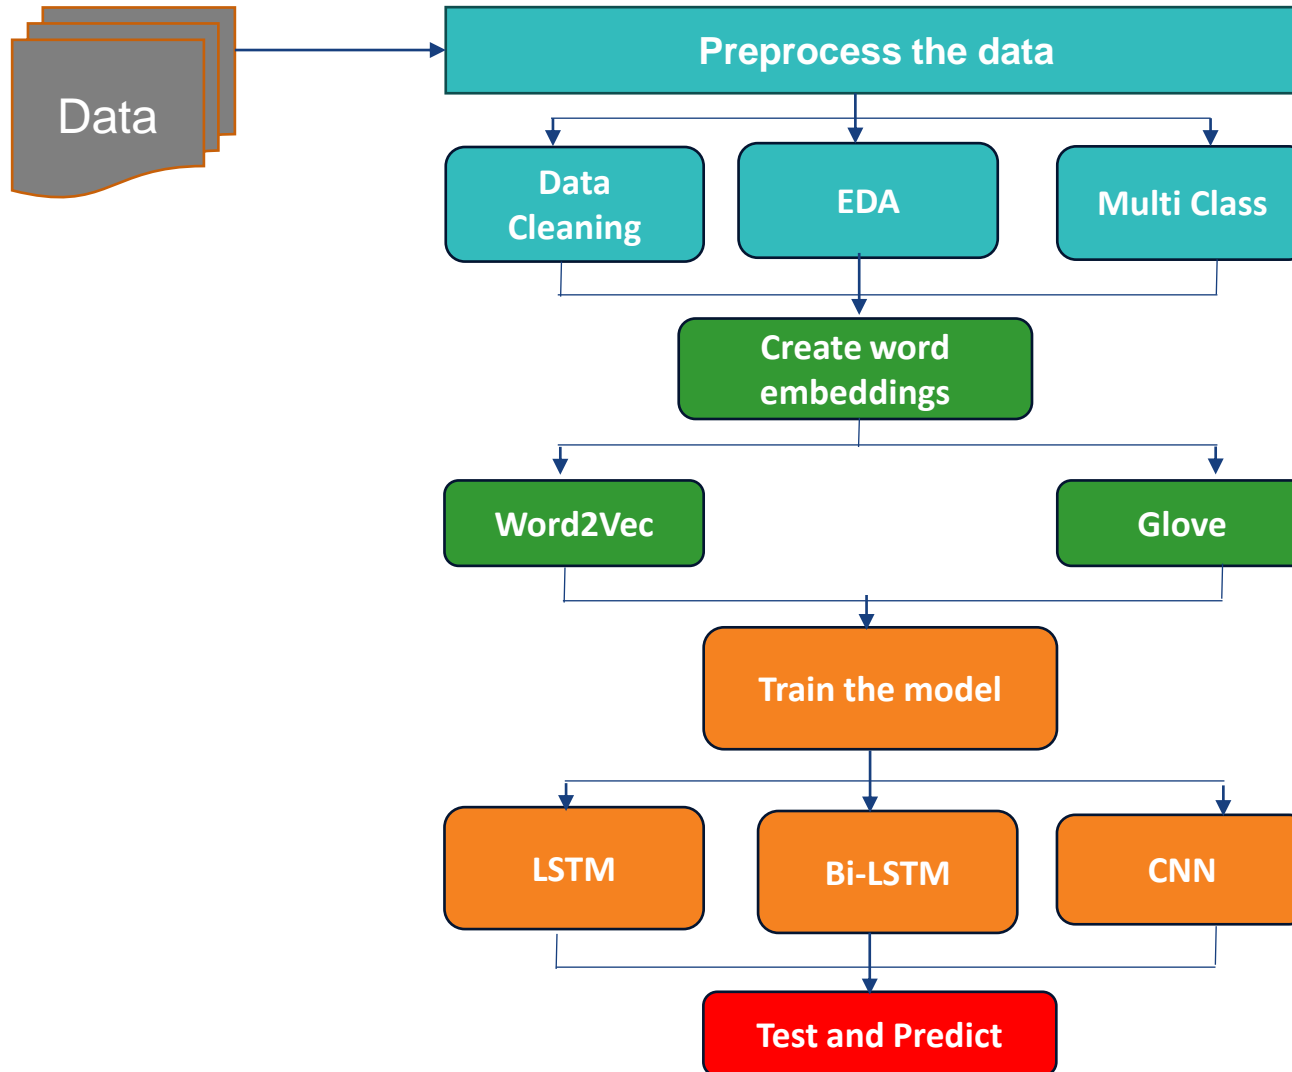 Data
Preprocess the data
Data
Cleaning
EDA
Multi Class
Create word
embeddings
Word2Vec
Glove
Train the model
LSTM
Bi-LSTM
CNN
Test and Predict